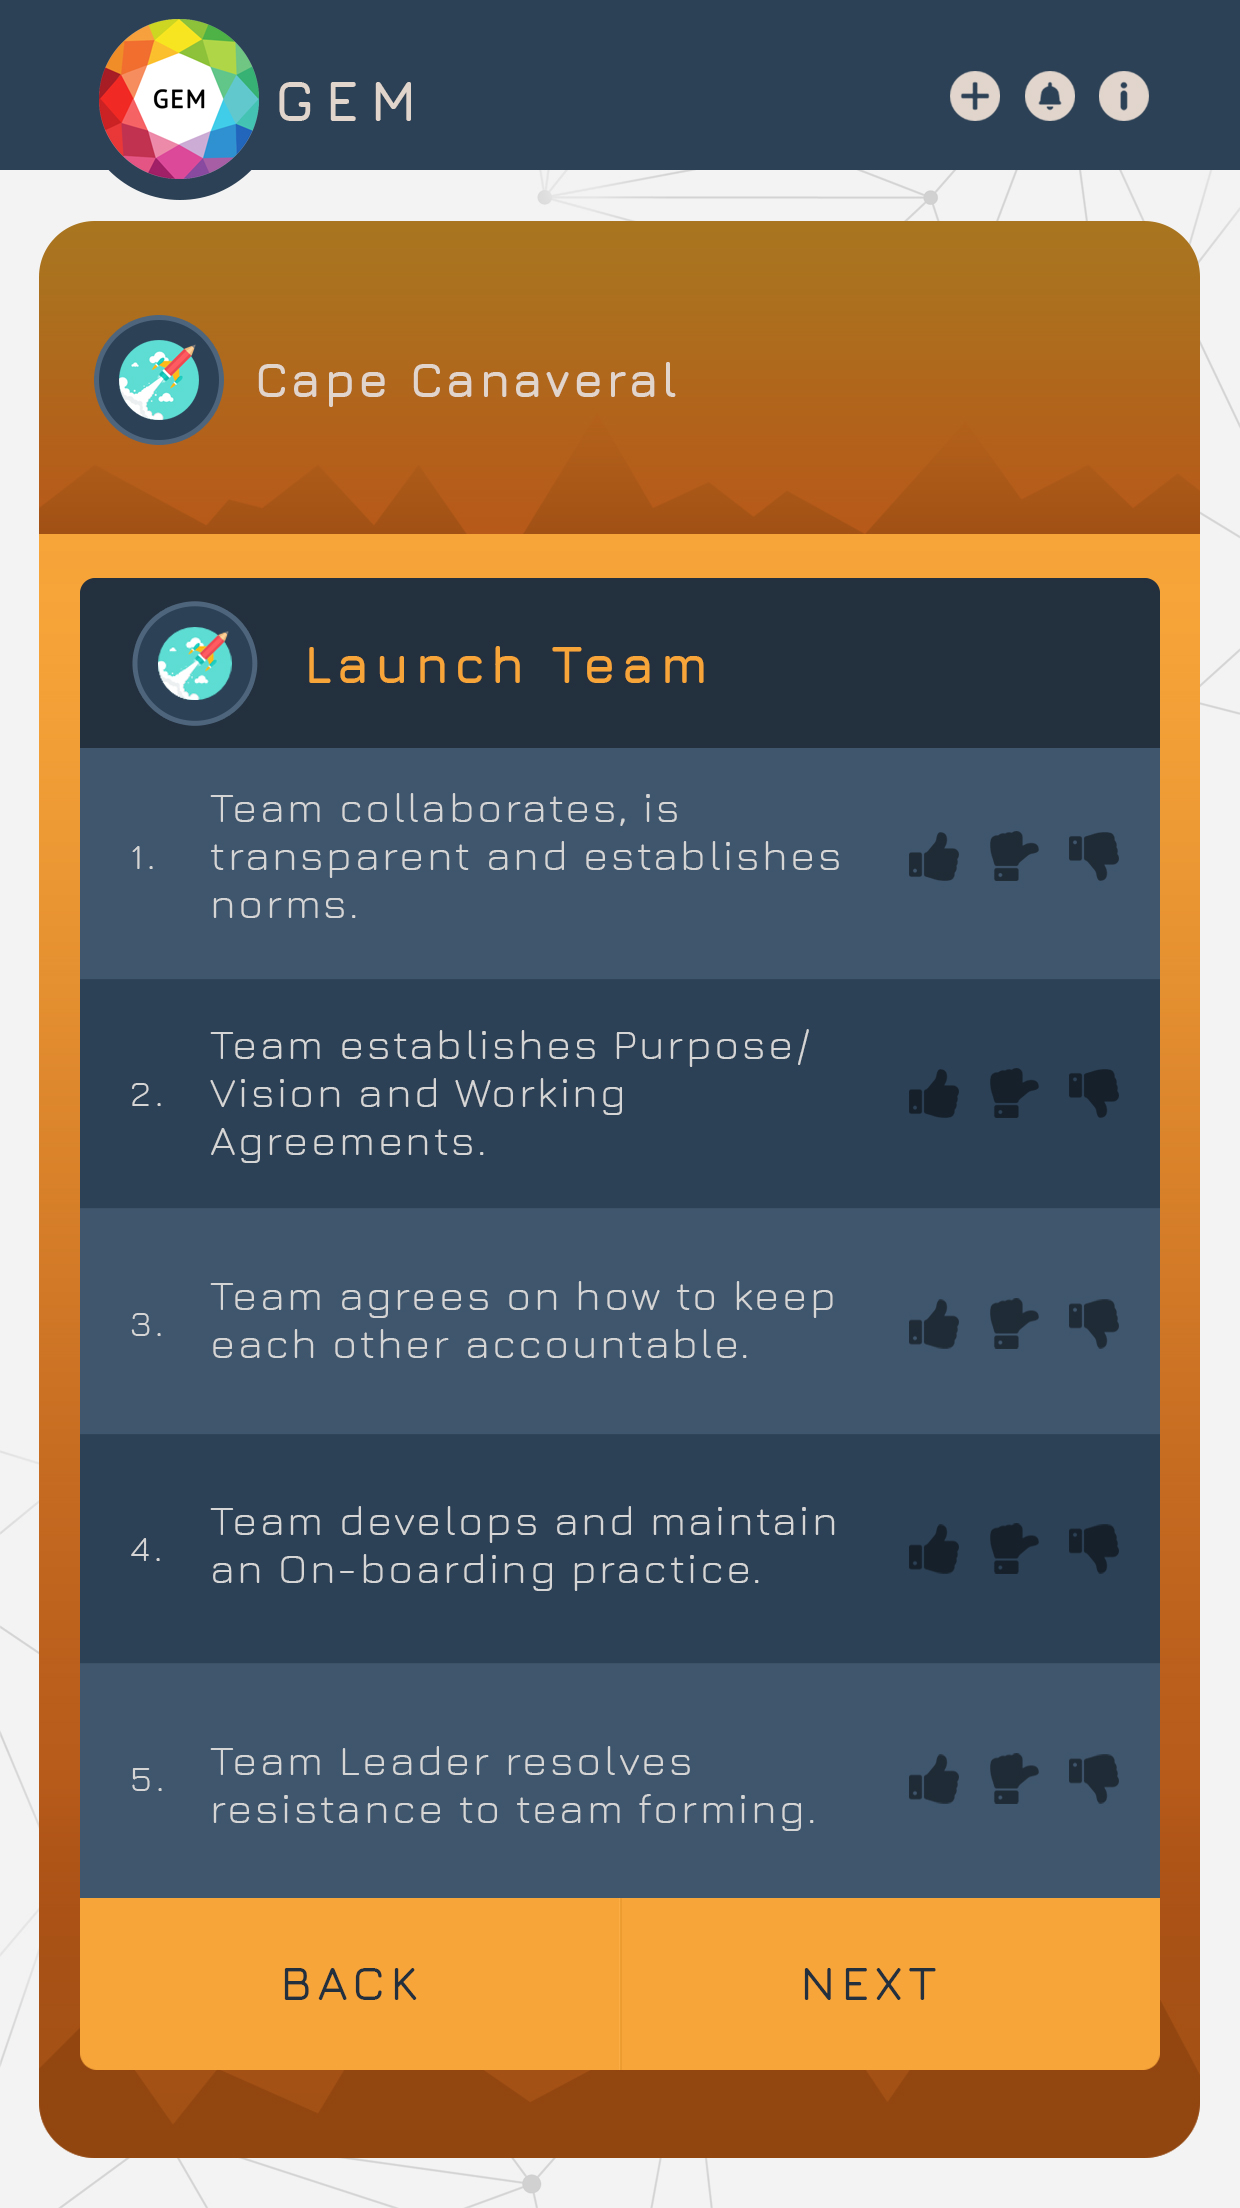 GEM
GEM
Cape Canaveral
Launch Team
1.
Team collaborates, is
transparent and establishes
norms.
2.
Team establishes Purpose/
Vision and Working
Agreements.
3.
Team agrees on how to keep
each other accountable.
4.
Team develops and maintain
an On-boarding practice.
5.
Team Leader resolves
resistance to team forming.
BACK
NEXT